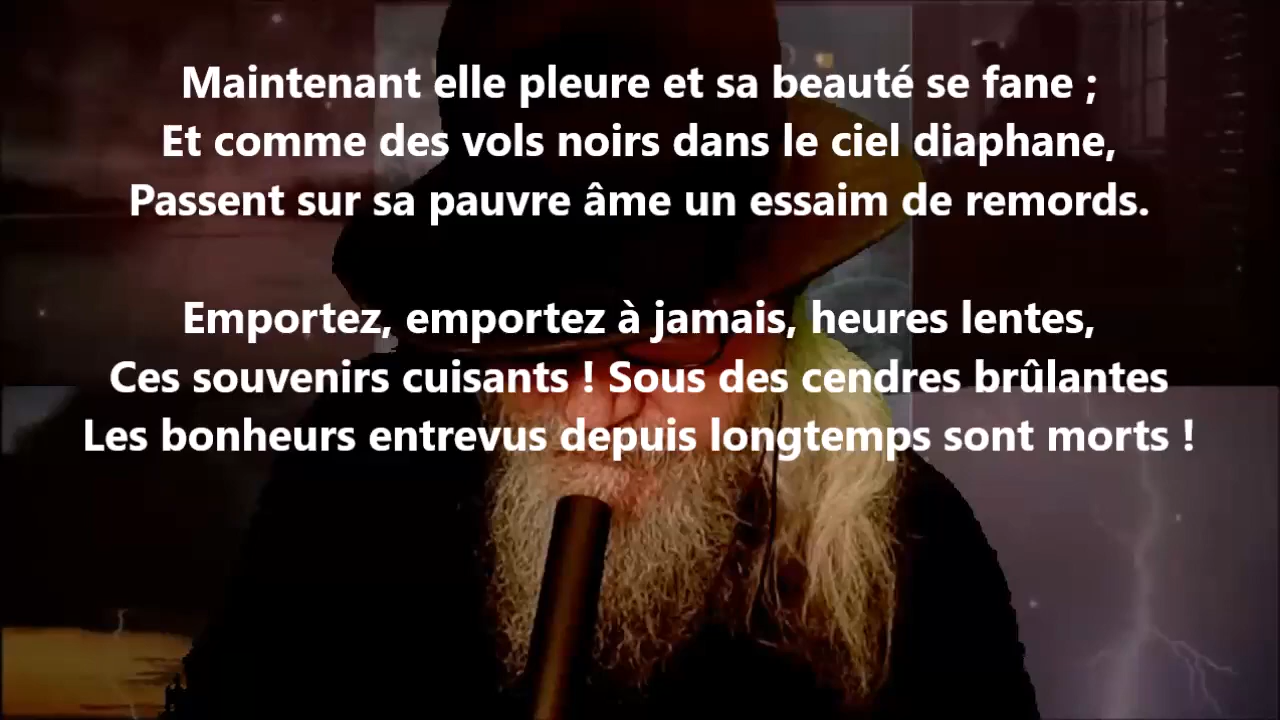 Maintenant elle pleure et sa beauté se fane ;
Et comme des vols noirs dans le ciel diaphane,
Passent sur sa pauvre âme un essaim de remords.
Emportez, emportez à jamais, heures lentes,
Ces souvenirs cuisants ! Sous des cendres brûlantes
Les bonheurs entrevus depuis longtemps sont morts !